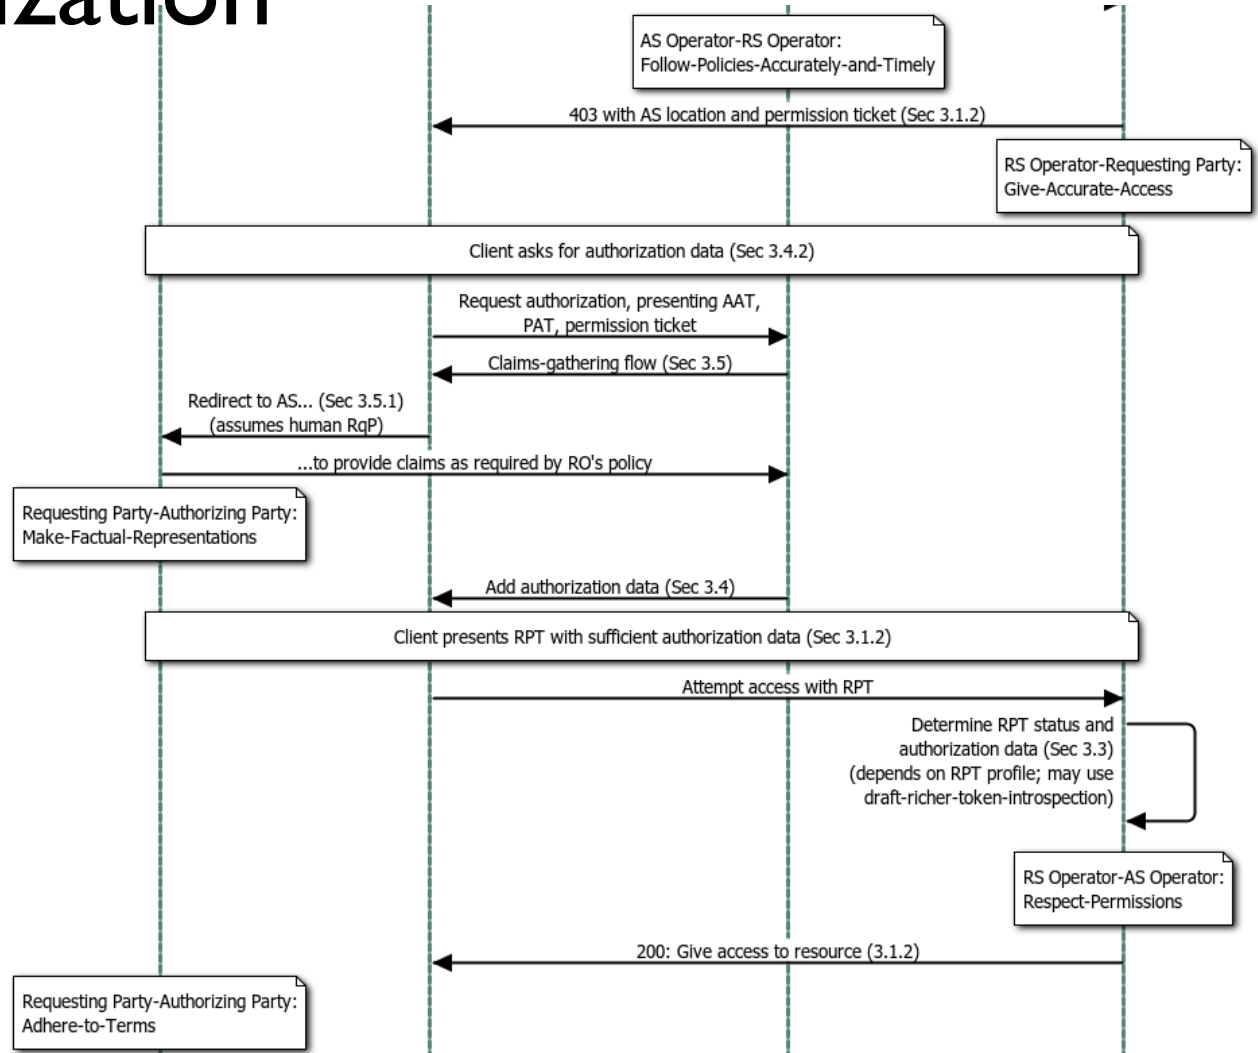 ization
AS Operator-RS Operator:
Follow-Policies-Accurately-and-Timely
403 with AS location and permission ticket (Sec 3.1.2)
RS Operator-Requesting Party:
Give-Accurate-Access
Client asks for authorization data (Sec 3.4.2)
Request authorization, presenting AAT,
PAT, permission ticket
Claims-gathering flow (Sec 3.5)
Redirect to AS... (Sec 3.5.1)
(assumes human RqP)
...to provide claims as required by RO's policy
Requesting Party-Authorizing Party:
Make-Factual-Representations
Add authorization data (Sec 3.4)
Client presents RPT with sufficient authorization data (Sec 3.1.2)
Attempt access with RPT
Determine RPT status and
authorization data (Sec 3.3)
(depends on RPT profile; may use
draft-richer-token-introspection)
RS Operator-AS Operator:
Respect-Permissions
200: Give access to resource (3.1.2)
Requesting Party-Authorizing Party:
Adhere-to-Terms